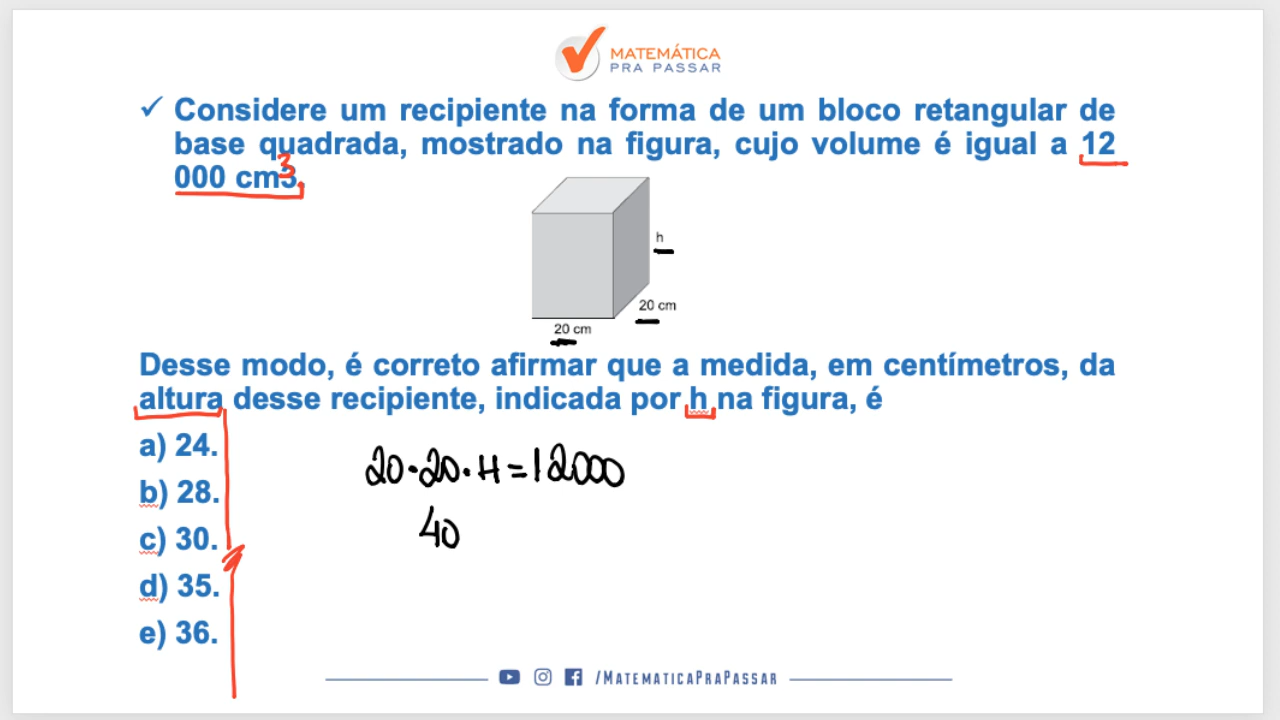 MATEMÁTICA
PRA PASSAR
✓ Considere um recipiente na forma de um bloco retangular de
base quadrada, mostrado na figura, cujo volume é igual a 12
000 cm3.
3
h
20 cm
20 cm
Desse modo, é correto afirmar que a medida, em centímetros, da
altura desse recipiente, indicada por h na figura, é
a) 24.
b) 28.
c) 30.
d) 35.
e) 36.
20·20·H=12000
40
/MATEMATICAPRAPASSAR